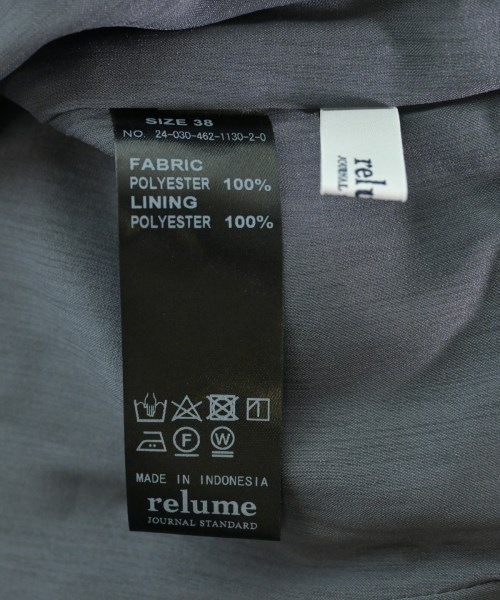 SIZE 38
NO. 24-030-462-1130-2-0
FABRIC
POLYESTER 100%
LINING
POLYESTER 100%
F W
MADE IN INDONESIA
relume
JOURNAL STANDARD
relu
JOURNAL